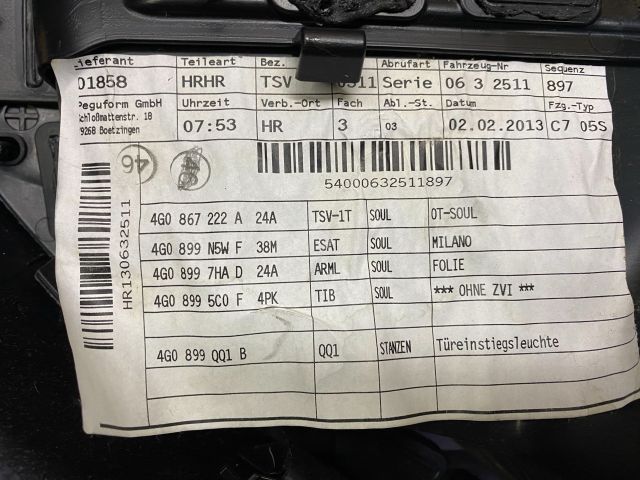 Lieferant Teileart Bez. Abrufart Fahrzeug-Nr Sequenz
01858 HRHR TSV 0311 Serie 06 3 2511 897
Peguform GmbH Uhrzeit Verb.-Ort Fach Abl.-St. Datum Fzg.-Typ
Schloßmattenstr. 18
79268 Boetzingen 07:53 HR 3 03 02.02.2013 C7 05S
46
54000632511897
HR130632511
4G0 867 222 A 24A TSV-1T SOUL OT-SOUL
4G0 899 N5W F 38M ESAT SOUL MILANO
4G0 899 7HA D 24A ARML SOUL FOLIE
4G0 899 5C0 F 4PK TIB SOUL *** OHNE ZVI ***
4G0 899 QQ1 B QQ1 STANZEN Türeinstiegsleuchte